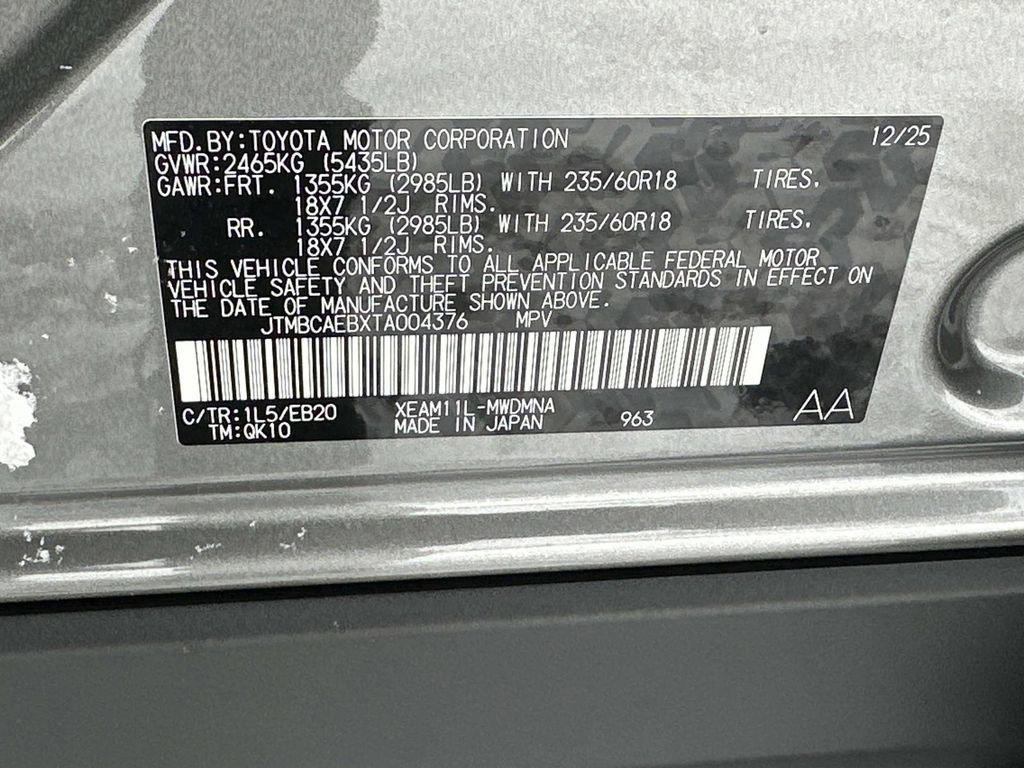 MFD.BY:TOYOTA MOTOR CORPORATION 12/25
GVWR:2465KG (5435LB)
GAWR:FRT. 1355KG (2985LB) WITH 235/60R18 TIRES,
18X7 1/2J RIMS.
RR. 1355KG (2985LB) WITH 235/60R18 TIRES,
18X7 1/2J RIMS.
THIS VEHICLE CONFORMS TO ALL APPLICABLE FEDERAL MOTOR
VEHICLE SAFETY AND THEFT PREVENTION STANDARDS IN EFFECT ON
THE DATE OF MANUFACTURE SHOWN ABOVE.
JTMBCAEBXTA004376 MPV
C/TR:1L5/EB20 XEAM11L-MWDMNA
TM:QK10 MADE IN JAPAN 963 AA